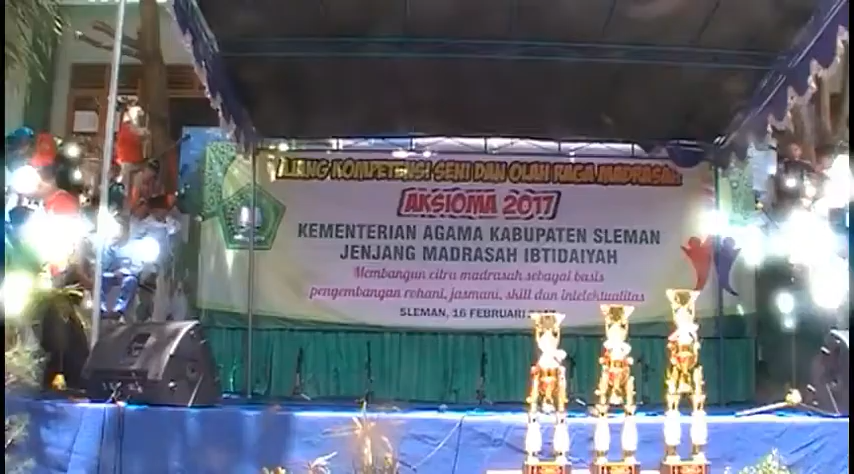 KOMPETENSI SENI DAN OLAH RAGA MADRASAH
AKSIOMA 2017
KEMENTERIAN AGAMA KABUPATEN SLEMAN
JENJANG MADRASAH IBTIDAIYAH
Membangun citra madrasah sebagai basis
pengembangan rohani, jasmani, skill dan intelektualitas
SLEMAN, 16 FEBRUARI